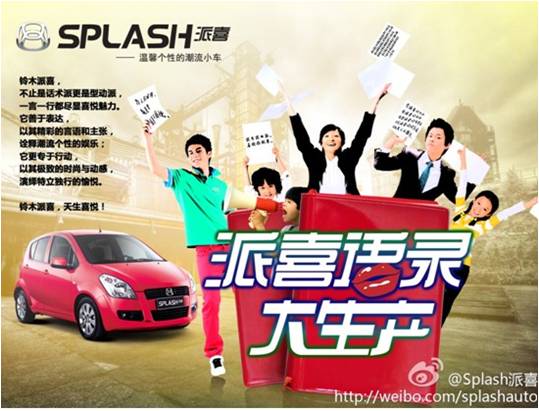 SPLASH派喜
—— 温馨个性的潮流小车
铃木派喜，
不止是话术派更是型动派，
一言一行都尽显喜悦魅力。
它善于表达，
以其精彩的言语和主张，
诠释潮流个性的娱乐；
它更专于行动，
以其极致的时尚与动感，
演绎特立独行的愉悦。
铃木派喜，天生喜悦！
派喜语录
大生产
SPLASH
@Splash派喜
http://weibo.com/splashauto